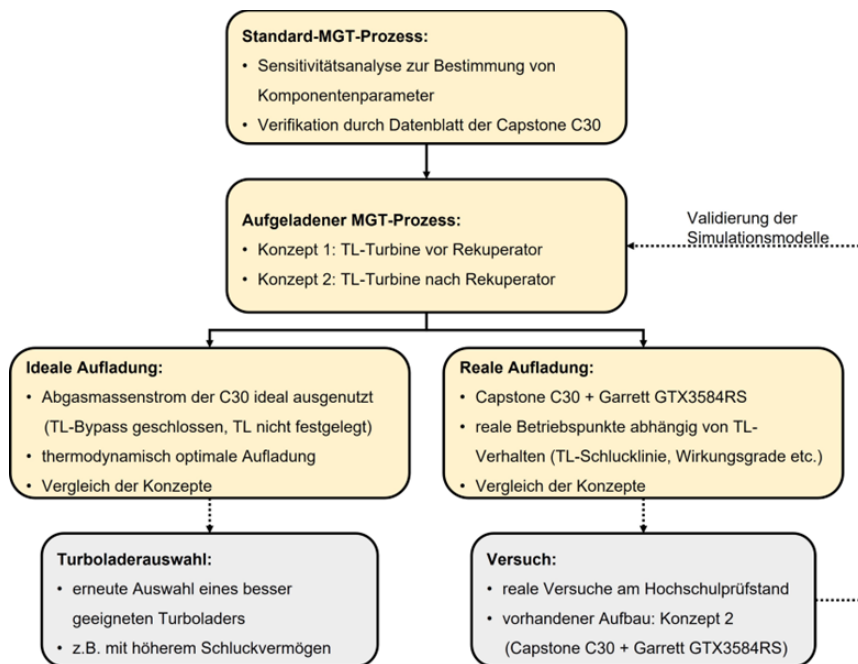 Standard-MGT-Prozess:
• Sensitivitätsanalyse zur Bestimmung von
Komponentenparameter
• Verifikation durch Datenblatt der Capstone C30
Aufgeladener MGT-Prozess:
• Konzept 1: TL-Turbine vor Rekuperator
• Konzept 2: TL-Turbine nach Rekuperator
Validierung der
Simulationsmodelle
Ideale Aufladung:
• Abgasmassenstrom der C30 ideal ausgenutzt
(TL-Bypass geschlossen, TL nicht festgelegt)
• thermodynamisch optimale Aufladung
• Vergleich der Konzepte
Reale Aufladung:
• Capstone C30 + Garrett GTX3584RS
• reale Betriebspunkte abhängig von TL-
Verhalten (TL-Schlucklinie, Wirkungsgrade etc.)
• Vergleich der Konzepte
Turboladerauswahl:
• erneute Auswahl eines besser
geeigneten Turboladers
• z.B. mit höherem Schluckvermögen
Versuch:
• reale Versuche am Hochschulprüfstand
• vorhandener Aufbau: Konzept 2
(Capstone C30 + Garrett GTX3584RS)